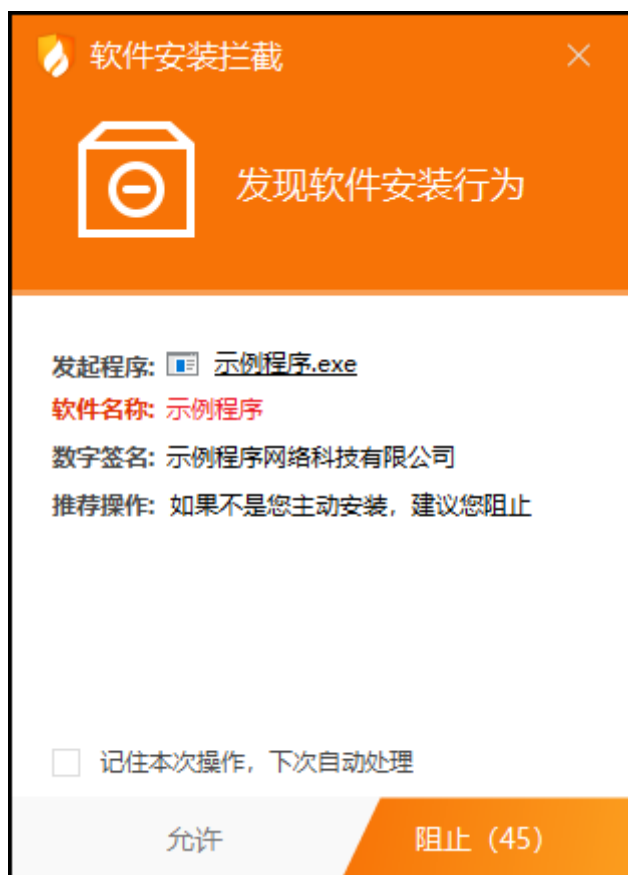 软件安装拦截
发现软件安装行为
发起程序: 示例程序.exe
软件名称: 示例程序
数字签名: 示例程序网络科技有限公司
推荐操作: 如果不是您主动安装，建议您阻止
记住本次操作，下次自动处理
允许
阻止（45）